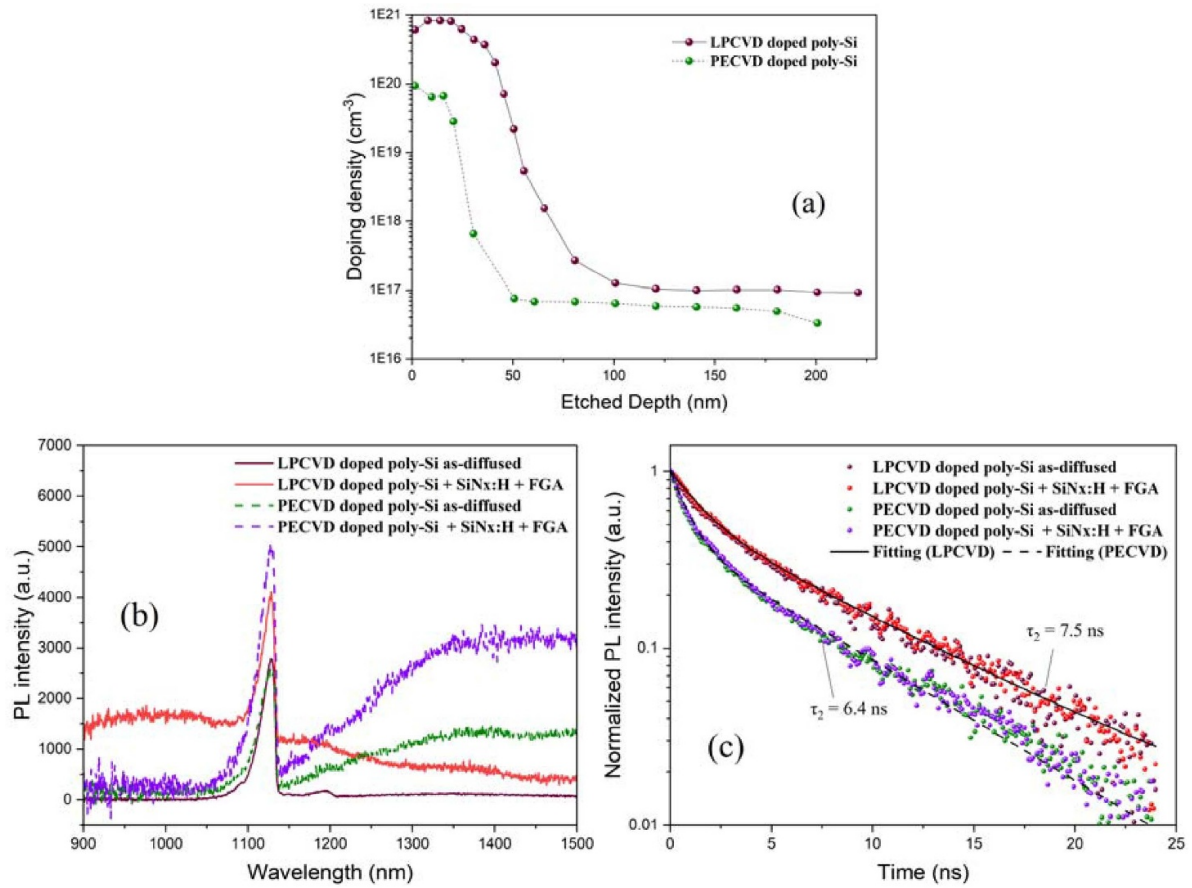 1E21
1E20
1E19
1E18
1E17
1E16
Doping density (cm⁻³)
LPCVD doped poly-Si
PECVD doped poly-Si
(a)
0 50 100 150 200
Etched Depth (nm)
7000
6000
5000
4000
3000
2000
1000
0
PL intensity (a.u.)
LPCVD doped poly-Si as-diffused
LPCVD doped poly-Si + SiNx:H + FGA
PECVD doped poly-Si as-diffused
PECVD doped poly-Si + SiNx:H + FGA
(b)
900 1000 1100 1200 1300 1400 1500
Wavelength (nm)
1
0.1
0.01
Normalized PL intensity (a.u.)
LPCVD doped poly-Si as-diffused
LPCVD doped poly-Si + SiNx:H + FGA
PECVD doped poly-Si as-diffused
PECVD doped poly-Si + SiNx:H + FGA
Fitting (LPCVD) Fitting (PECVD)
τ₂ = 7.5 ns
τ₂ = 6.4 ns
(c)
0 5 10 15 20 25
Time (ns)